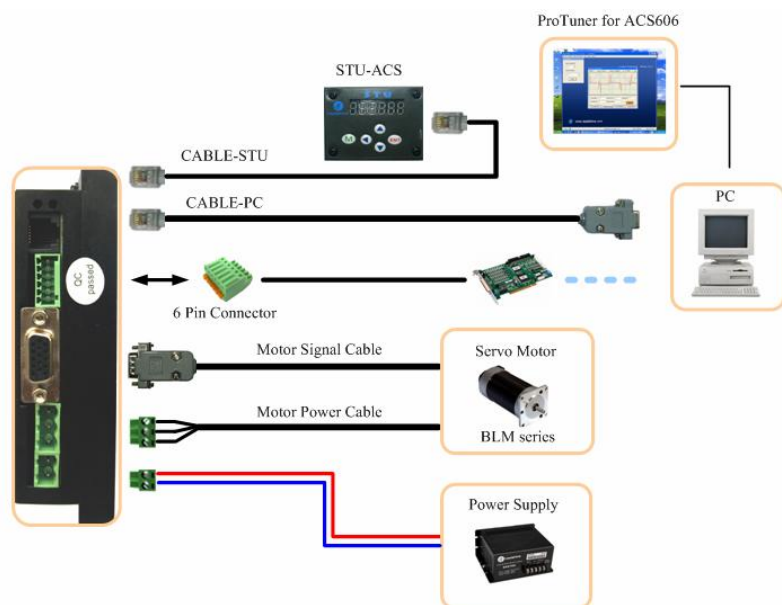 ProTuner for ACS606
STU-ACS
STU
CABLE-STU
CABLE-PC
PC
QC
passed
6 Pin Connector
Motor Signal Cable
Servo Motor
Motor Power Cable
BLM series
Power Supply